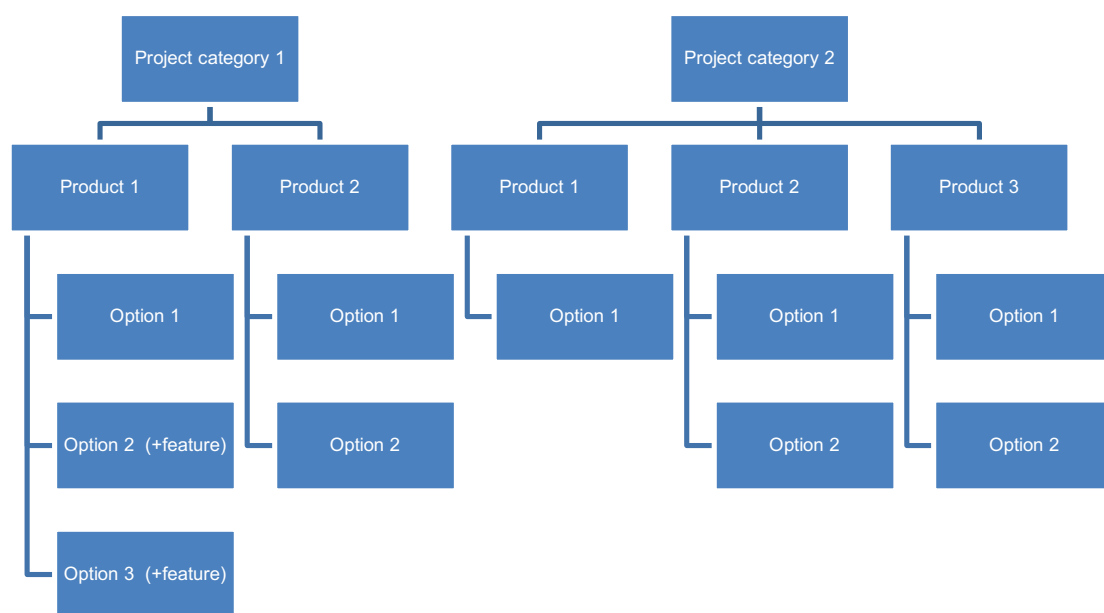 Project category 1
Project category 2
Product 1
Product 2
Product 1
Product 2
Product 3
Option 1
Option 1
Option 1
Option 1
Option 1
Option 2  (+feature)
Option 2
Option 2
Option 2
Option 3  (+feature)